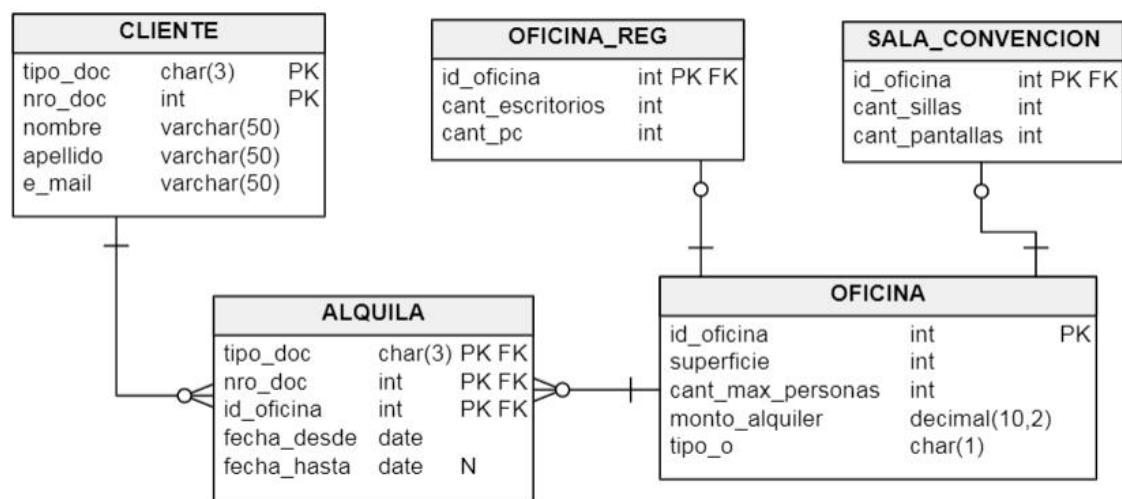 CLIENTE
tipo_doc char(3) PK
nro_doc int PK
nombre varchar(50)
apellido varchar(50)
e_mail varchar(50)
OFICINA_REG
id_oficina int PK FK
cant_escritorios int
cant_pc int
SALA_CONVENCION
id_oficina int PK FK
cant_sillas int
cant_pantallas int
ALQUILA
tipo_doc char(3) PK FK
nro_doc int PK FK
id_oficina int PK FK
fecha_desde date
fecha_hasta date N
OFICINA
id_oficina int PK
superficie int
cant_max_personas int
monto_alquiler decimal(10,2)
tipo_o char(1)